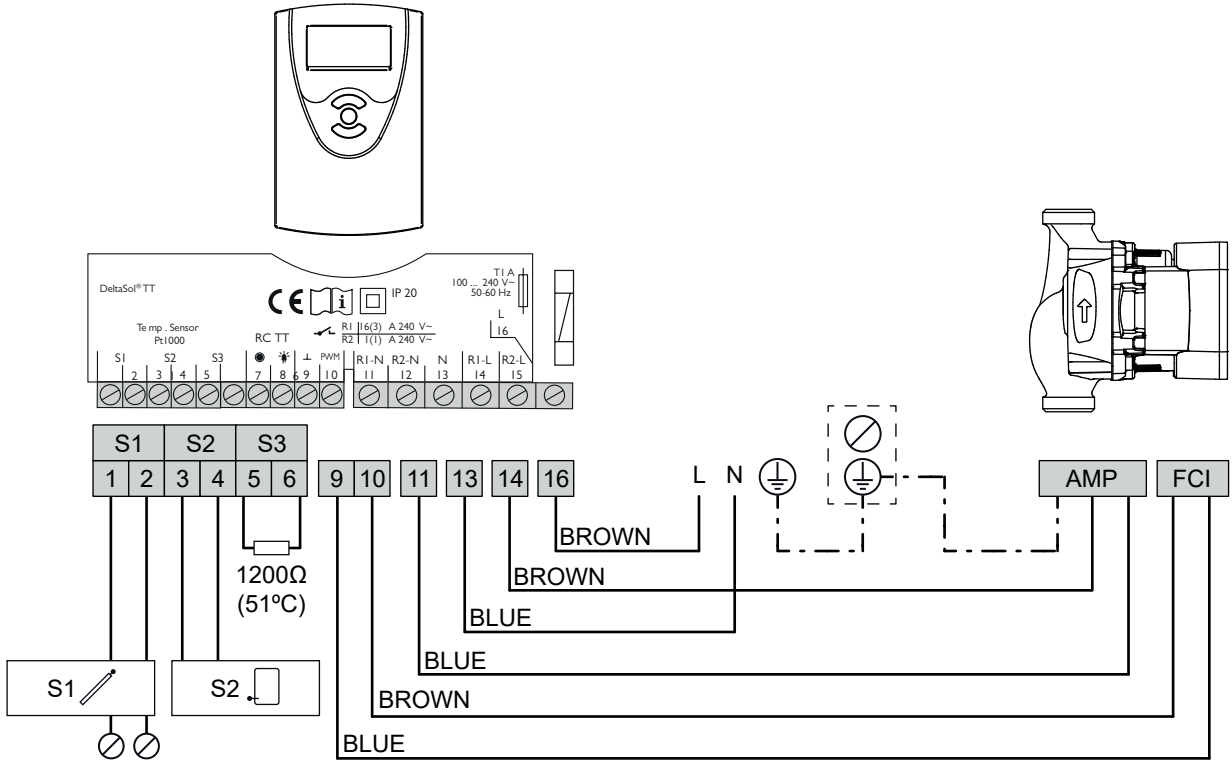 DeltaSol® TT
CE i IP 20
T1 A
100 ... 240 V~
50-60 Hz
Temp. Sensor
Pt1000
RC TT
R1 16(3) A 240 V~
R2 1(1) A 240 V~
L
16
S1 S2 S3
⊥ PWM R1-N R2-N N R1-L R2-L
2 3 4 5 7 8 6 9 10 11 12 13 14 15
S1 S2 S3
1 2 3 4 5 6 9 10 11 13 14 16
L N
AMP FCI
BROWN
1200Ω
(51ºC)
BROWN
BLUE
BLUE
S1 S2
BROWN
BLUE